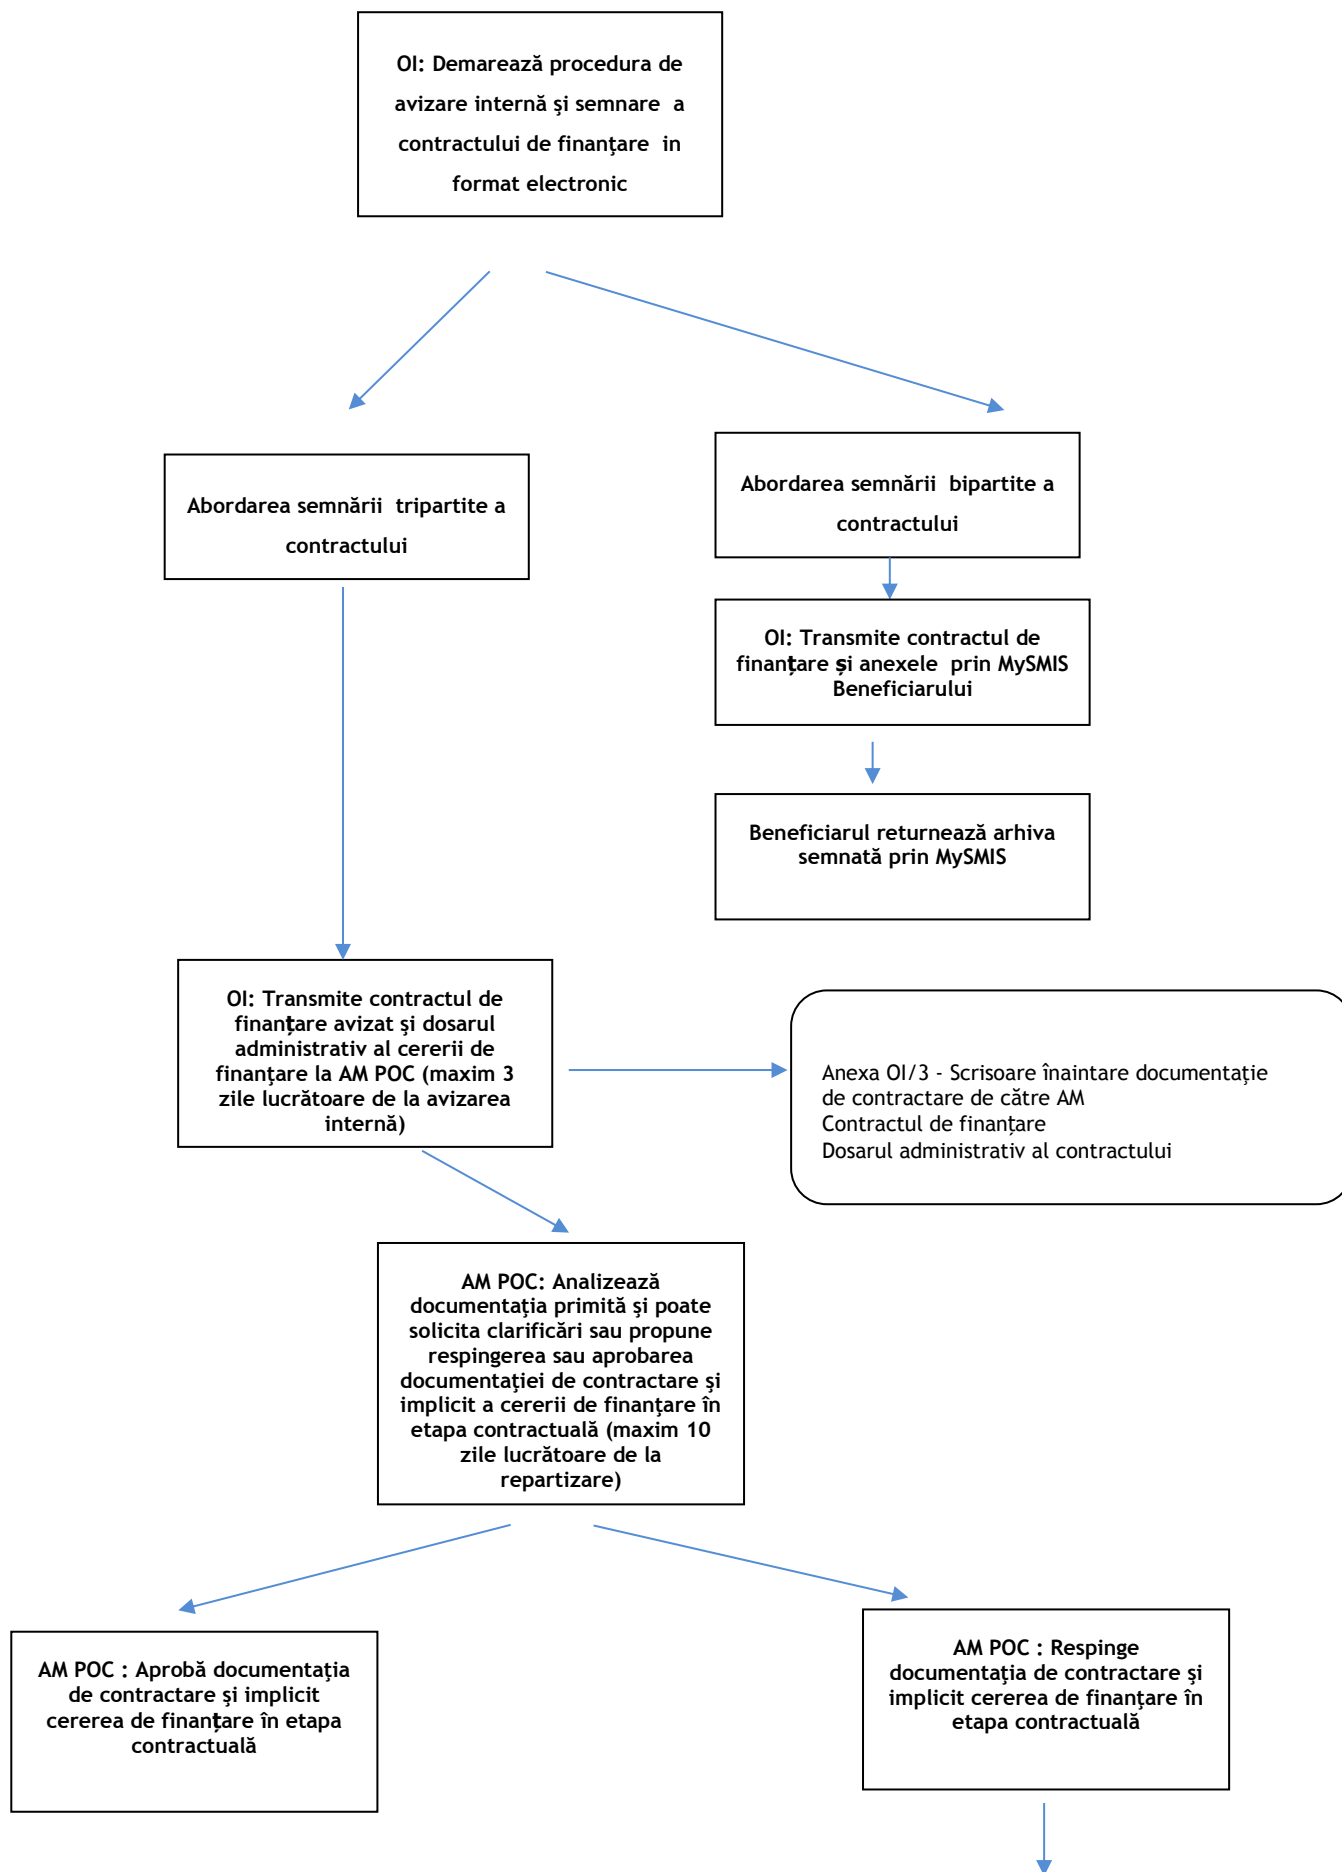 OI: Demarează procedura de
avizare internă şi semnare a
contractului de finanţare in
format electronic
Abordarea semnării tripartite a
contractului
Abordarea semnării bipartite a
contractului
OI: Transmite contractul de
finanțare și anexele prin MySMIS
Beneficiarului
Beneficiarul returnează arhiva
semnată prin MySMIS
OI: Transmite contractul de
finanțare avizat şi dosarul
administrativ al cererii de
finanţare la AM POC (maxim 3
zile lucrătoare de la avizarea
internă)
Anexa OI/3 - Scrisoare înaintare documentaţie
de contractare de către AM
Contractul de finanțare
Dosarul administrativ al contractului
AM POC: Analizează
documentaţia primită şi poate
solicita clarificări sau propune
respingerea sau aprobarea
documentaţiei de contractare şi
implicit a cererii de finanţare în
etapa contractuală (maxim 10
zile lucrătoare de la
repartizare)
AM POC : Aprobă documentaţia
de contractare şi implicit
cererea de finanțare în etapa
contractuală
AM POC : Respinge
documentaţia de contractare şi
implicit cererea de finanţare în
etapa contractuală